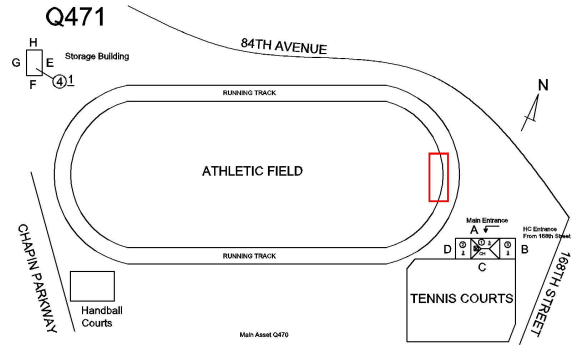 Q471
84TH AVENUE
H
G
E
F
Storage Building
4
1
N
RUNNING TRACK
ATHLETIC FIELD
Main Entrance
A
HC Entrance
From 168th Street
D
B
C
CH
RUNNING TRACK
CHAPIN PARKWAY
168TH STREET
TENNIS COURTS
Handball
Courts
Main Asset Q470